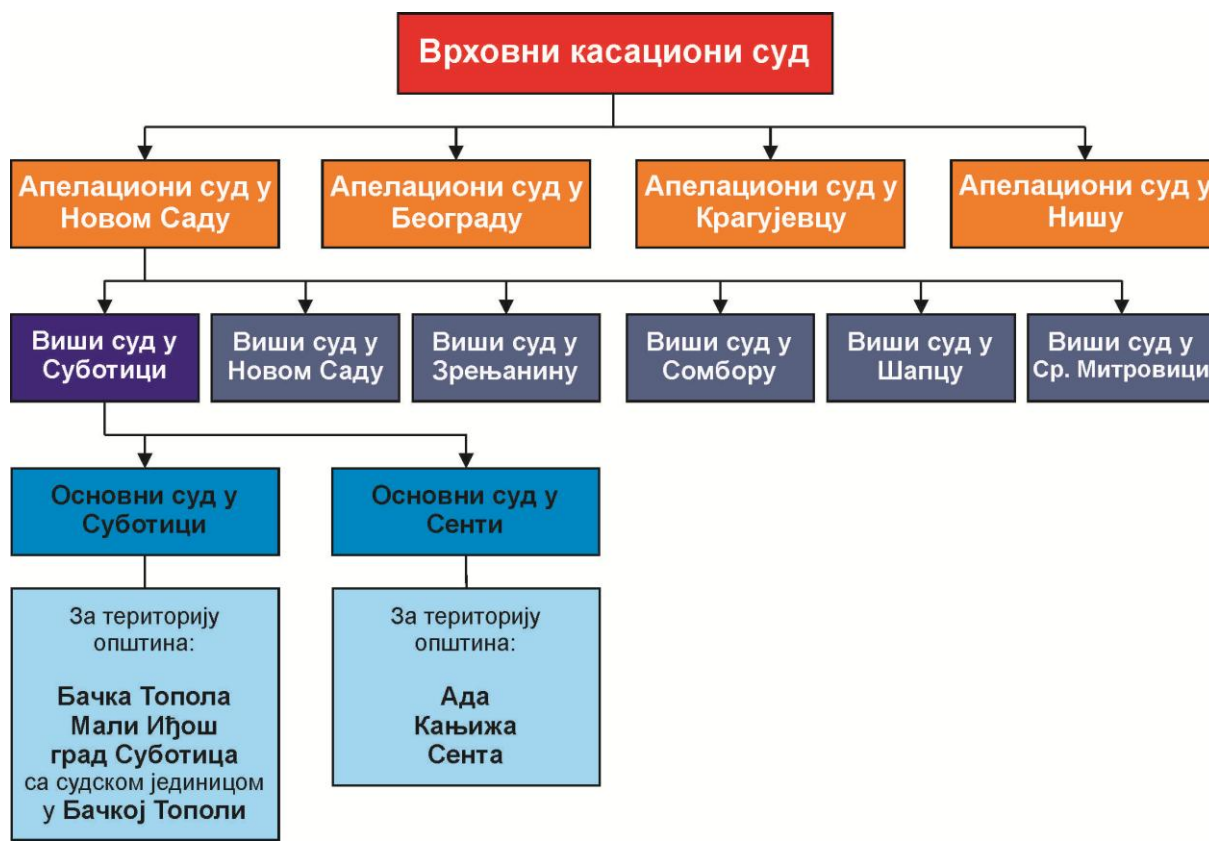 Врховни касациони суд
Апелациони суд у
Новом Саду
Апелациони суд у
Београду
Апелациони суд у
Крагујевцу
Апелациони суд у
Нишу
Виши суд у
Суботици
Виши суд у
Новом Саду
Виши суд у
Зрењанину
Виши суд у
Сомбору
Виши суд у
Шапцу
Виши суд у
Ср. Митровици
Основни суд у
Суботици
Основни суд у
Сенти
За територију
општина:
Бачка Топола
Мали Иђош
град Суботица
са судском јединицом
у Бачкој Тополи
За територију
општина:
Ада
Кањижа
Сента